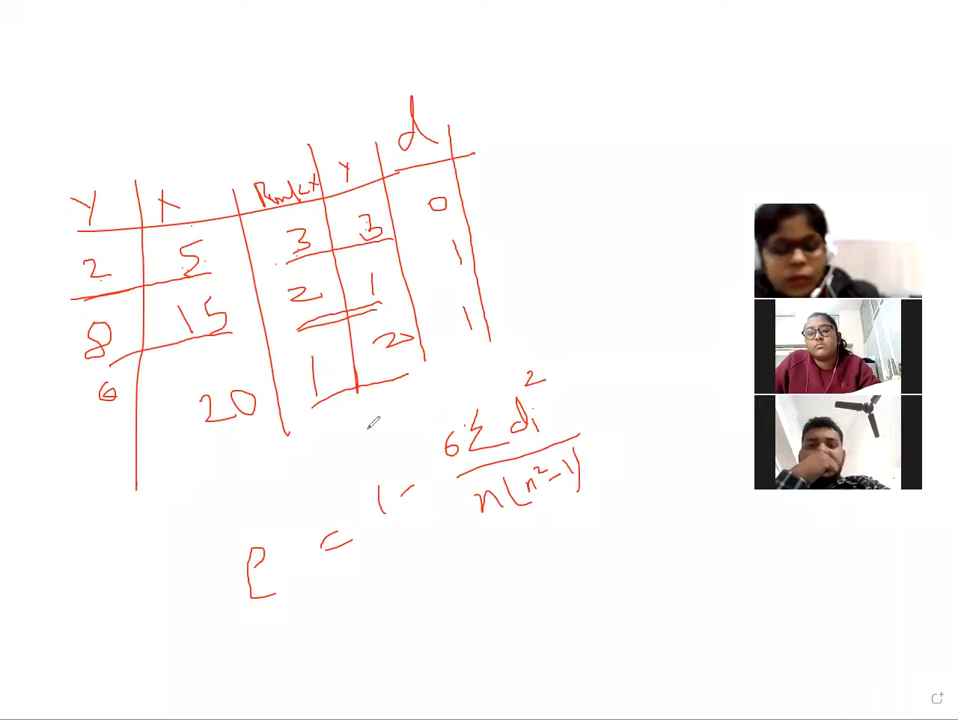 d
Y X Rank X Y
2 5 3 3 0
8 15 2 1 1
6 20 1 2 1
ρ = 1 - 6Σdi² / n(n²-1)